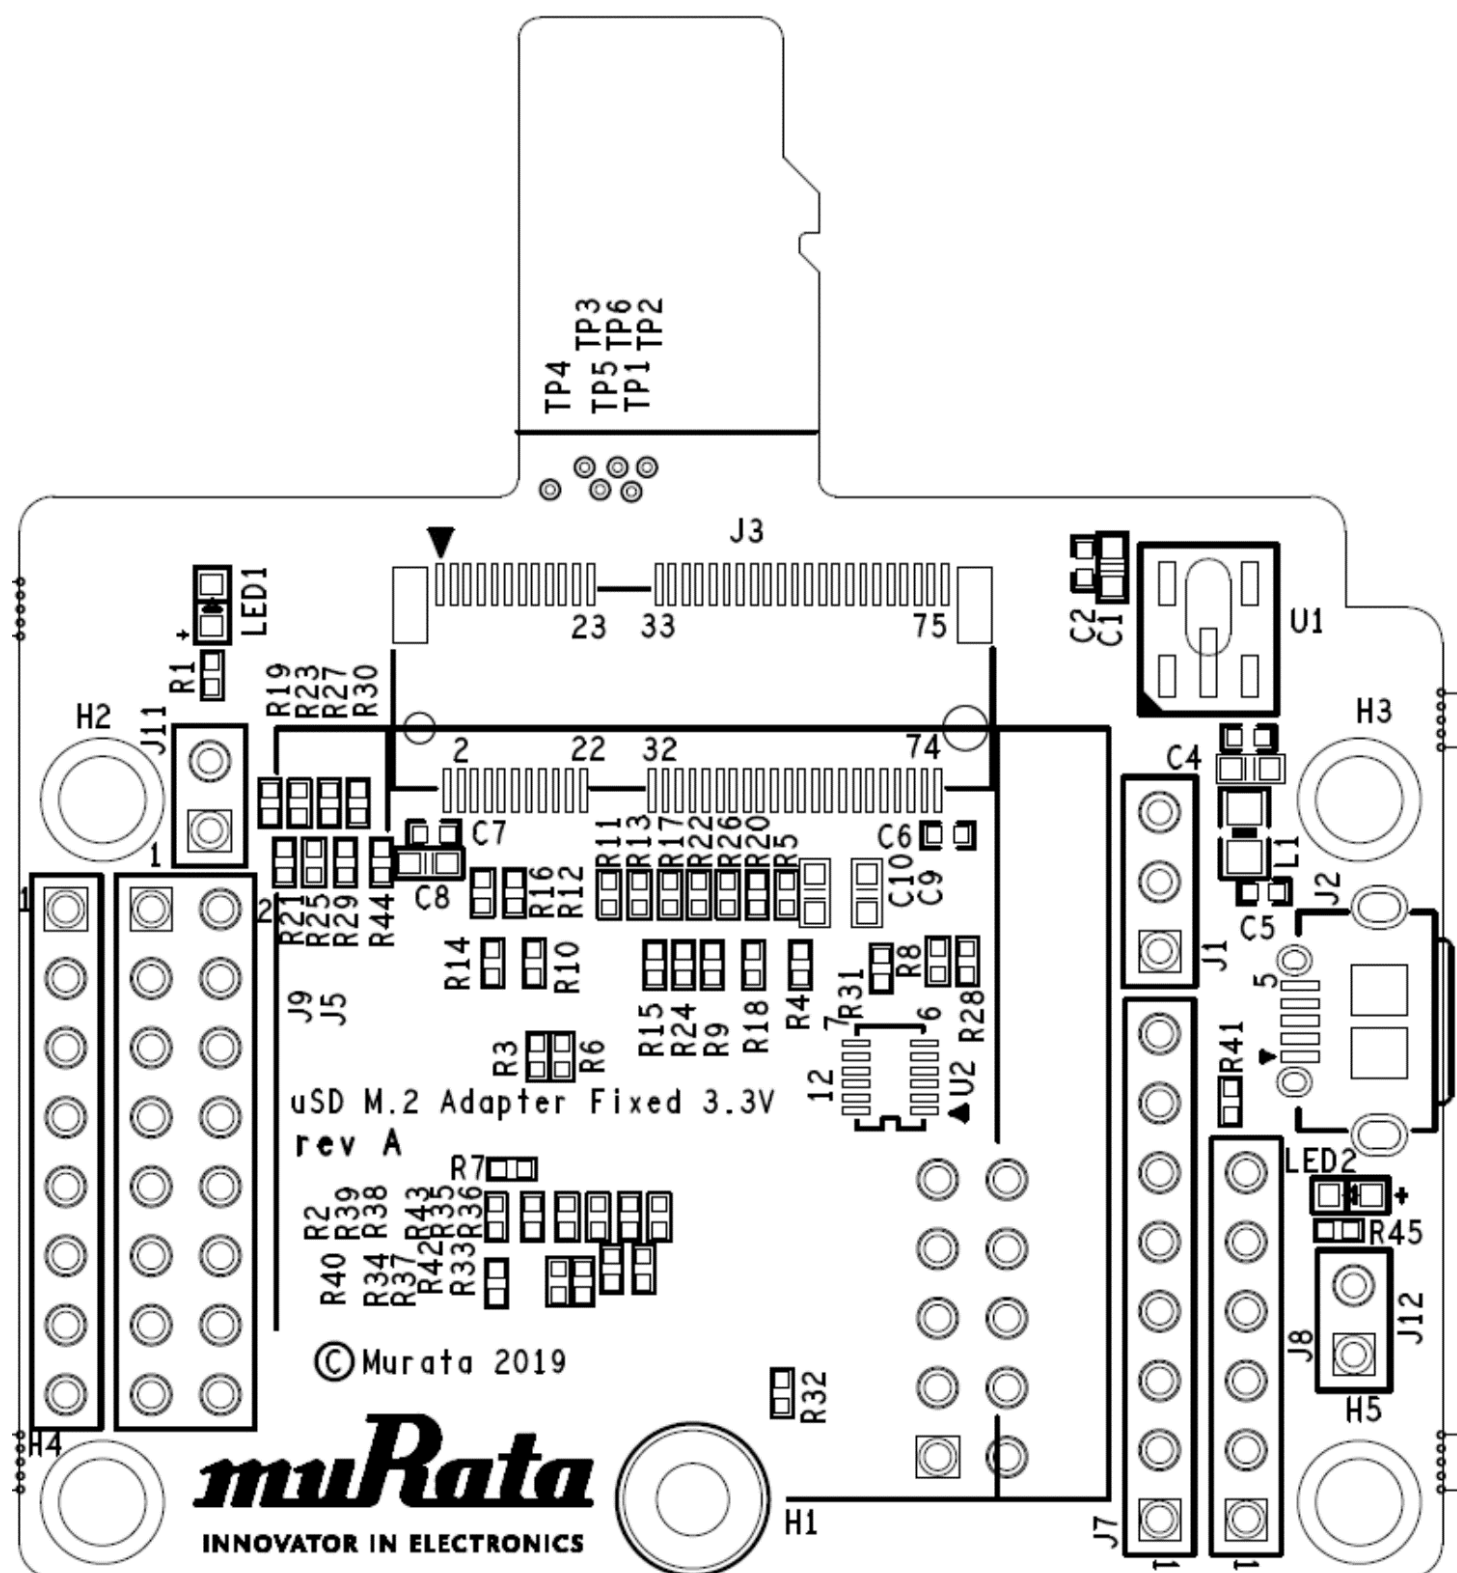 TP4
TP3
TP5
TP6
TP1
TP2
J3
23
33
75
LED1
+
R1
C2
C1
U1
H2
J11
R19
R23
R27
R30
H3
2
22
32
74
C4
1
C7
C8
R16
R12
R11
R13
R17
R22
R26
R20
R5
C6
C10
C9
L1
J2
1
2
R21
R25
R29
R44
R14
R10
R15
R24
R9
R18
R4
R31
R8
R28
J1
C5
5
J9
J5
R3
R6
7
6
12
U2
R41
uSD M.2 Adapter Fixed 3.3V
rev A
R7
LED2
+
R45
R2
R39
R38
R43
R35
R36
R40
R34
R37
R42
R33
J8
J12
©Murata 2019
R32
H5
H4
muRata
INNOVATOR IN ELECTRONICS
H1
J7
1
1